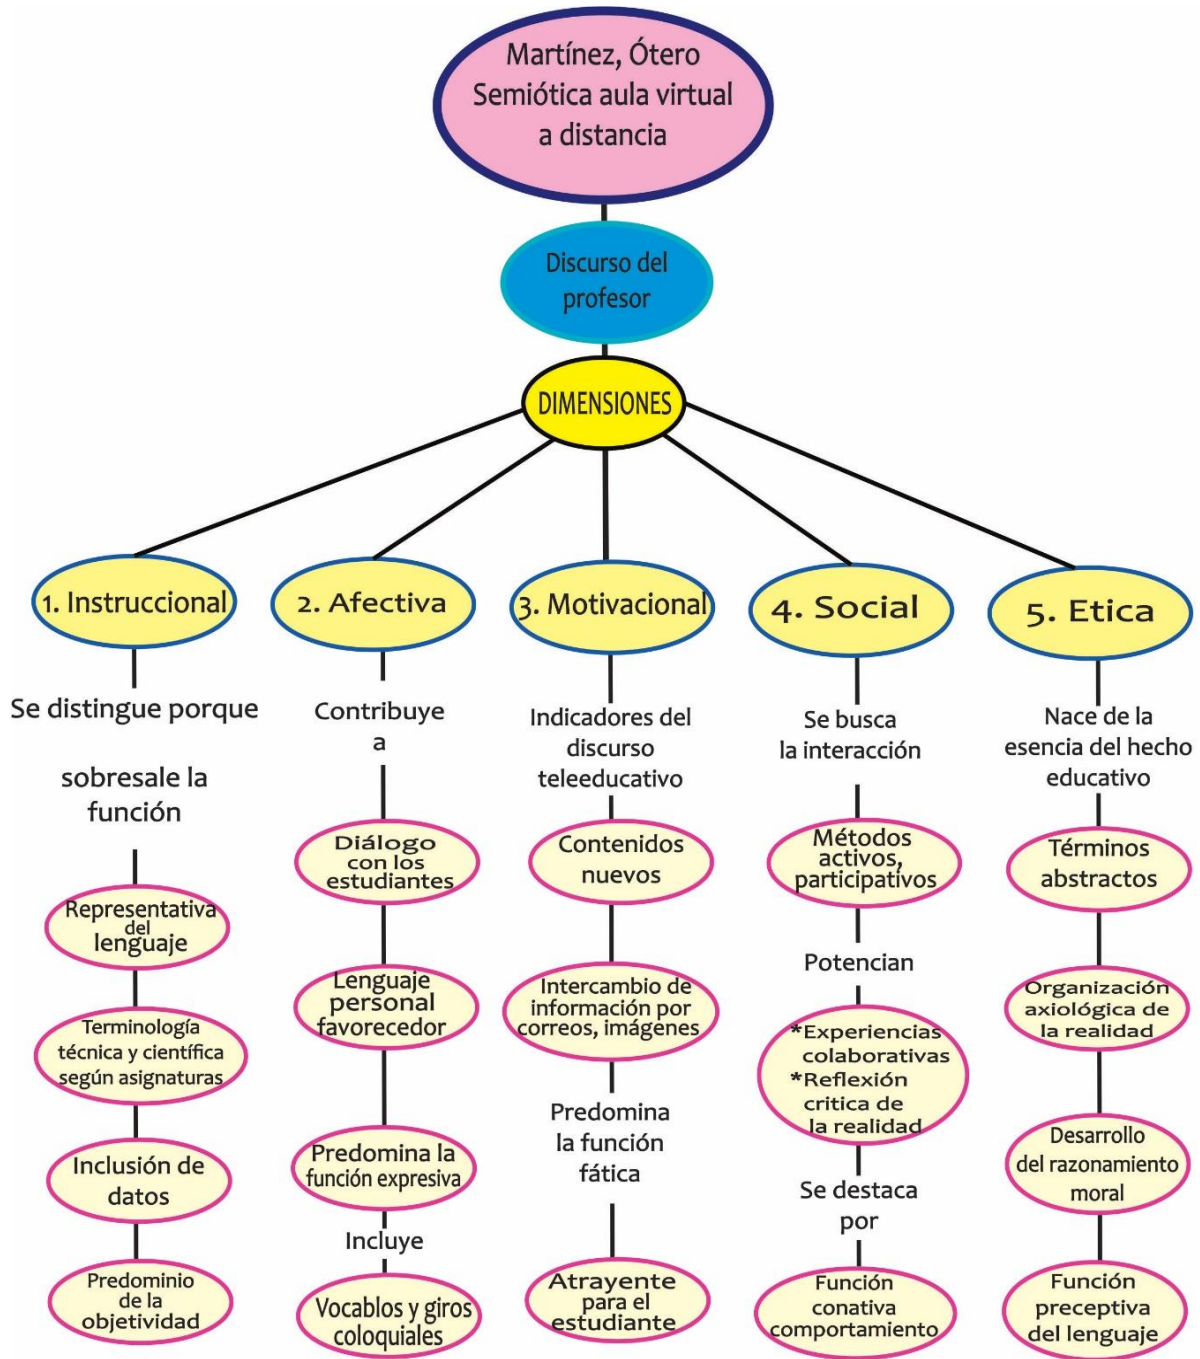 Martínez, Ótero
Semiótica aula virtual
a distancia
Discurso del
profesor
DIMENSIONES
1. Instruccional
Se distingue porque
sobresale la
función
Representativa
del
lenguaje
Terminología
técnica y científica
según asignaturas
Inclusión de
datos
Predominio
de la
objetividad
2. Afectiva
Contribuye
a
Diálogo
con los
estudiantes
Lenguaje
personal
favorecedor
Predomina la
función expresiva
Incluye
Vocablos y giros
coloquiales
3. Motivacional
Indicadores del
discurso
teleeducativo
Contenidos
nuevos
Intercambio de
información por
correos, imágenes
Predomina
la función
fática
Atrayente
para el
estudiante
4. Social
Se busca
la interacción
Métodos
activos,
participativos
Potencian
*Experiencias
colaborativas
*Reflexión
critica de
la realidad
Se destaca
por
Función
conativa
comportamiento
5. Etica
Nace de la
esencia del hecho
educativo
Términos
abstractos
Organización
axiológica de
la realidad
Desarrollo
del razonamiento
moral
Función
preceptiva
del lenguaje